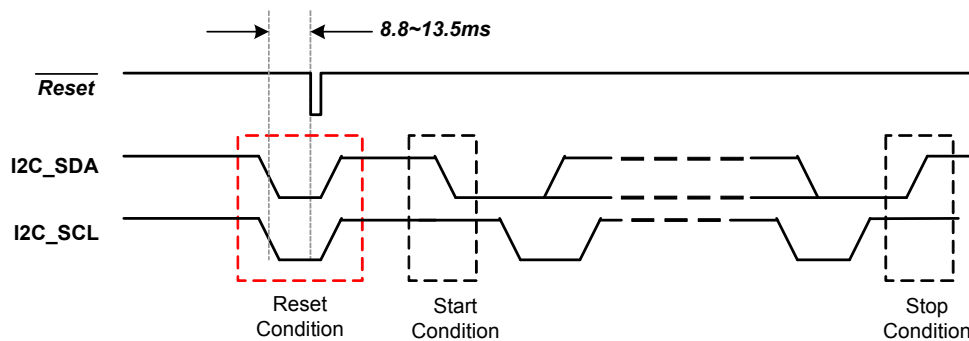 8.8~13.5ms
Reset
I2C_SDA
I2C_SCL
Reset
Condition
Start
Condition
Stop
Condition